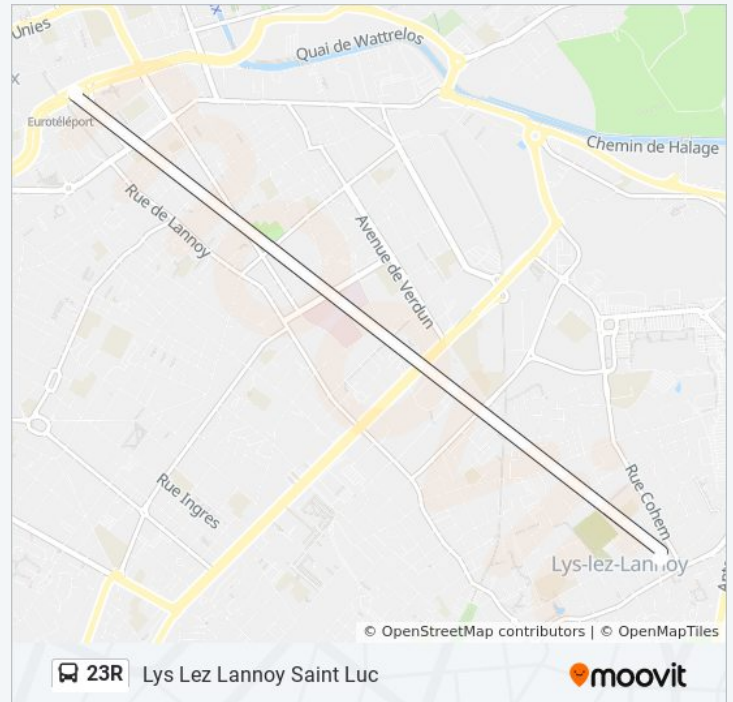 Unies
Quai de Wattrelos
X
X
Eurotéléport
Chemin de Halage
Rue de Lannoy
Avenue de Verdun
Rue Ingres
Rue Cohem
Lys-lez-Lannoy
© OpenStreetMap contributors | © OpenMapTiles
23R Lys Lez Lannoy Saint Luc
moovit